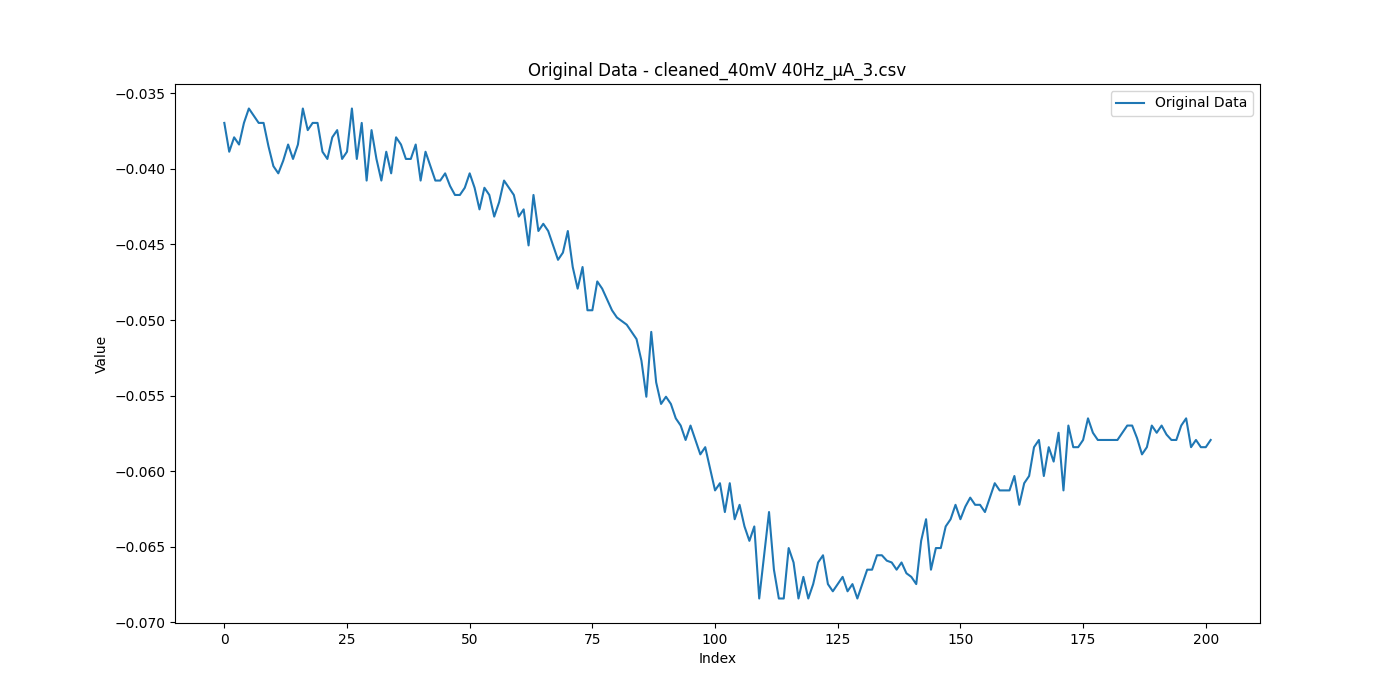 Original Data - cleaned_40mV 40Hz_μA_3.csv
Original Data
Value
−0.035
−0.040
−0.045
−0.050
−0.055
−0.060
−0.065
−0.070
0 25 50 75 100 125 150 175 200
Index